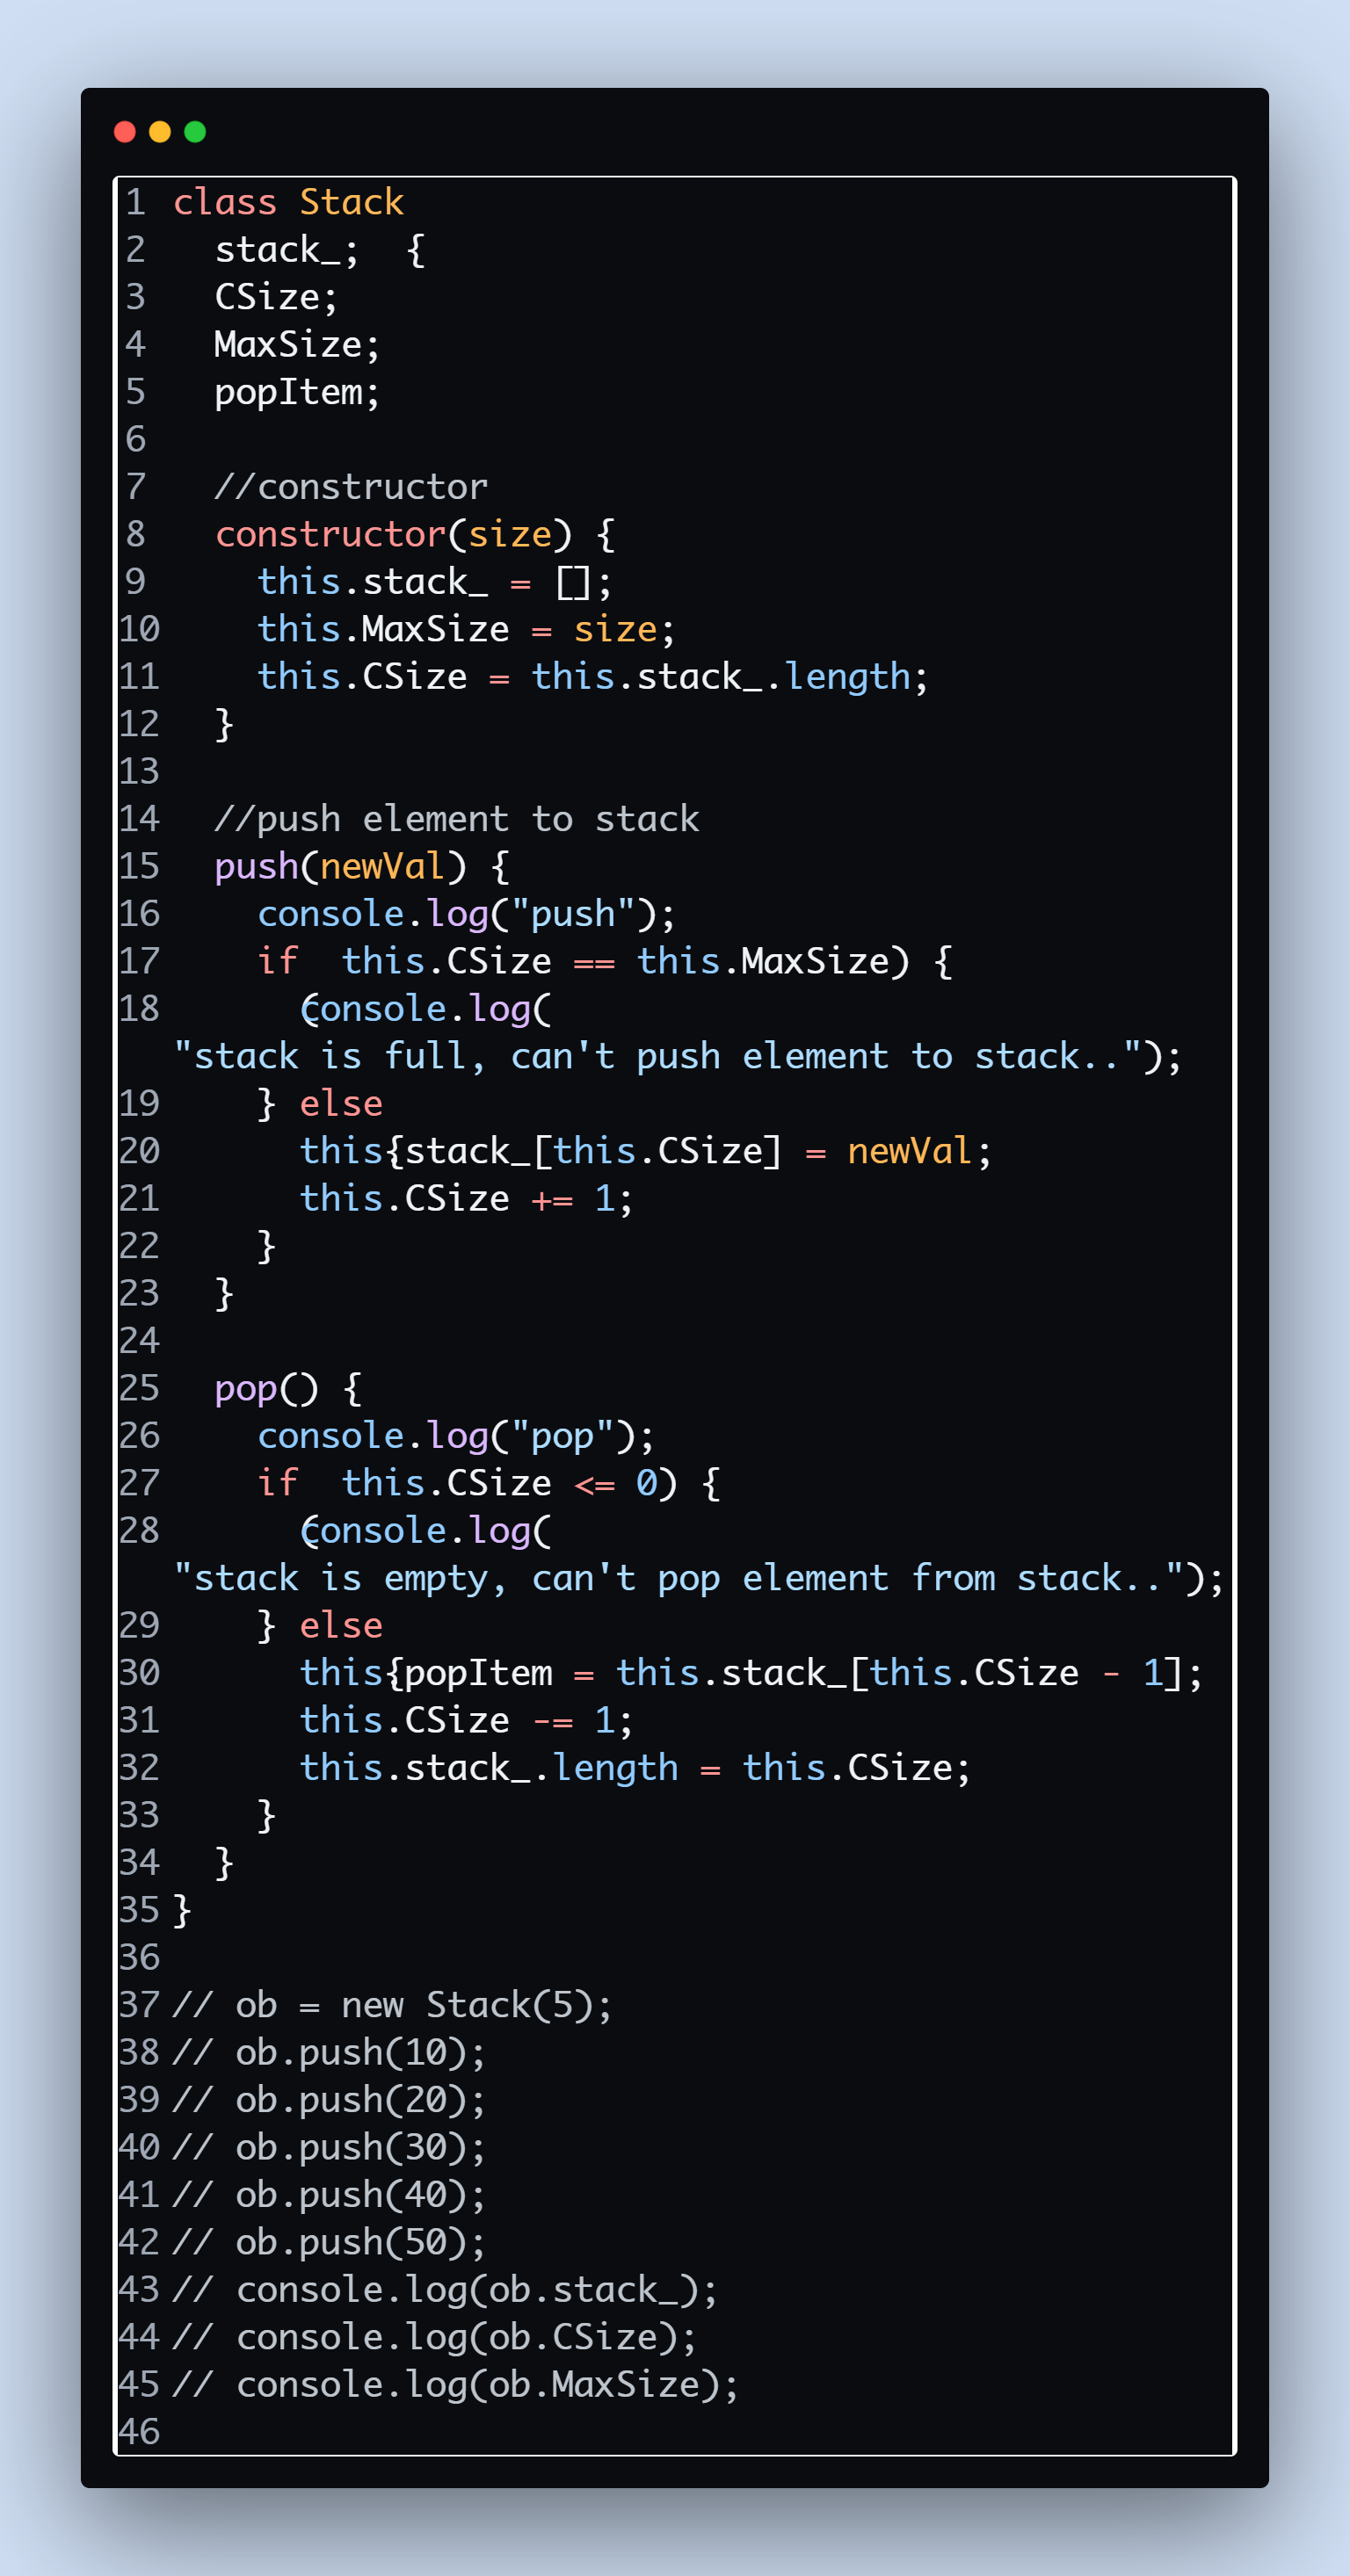 1 class Stack
2   stack_;  {
3   CSize;
4   MaxSize;
5   popItem;
6
7   //constructor
8   constructor(size) {
9     this.stack_ = [];
10     this.MaxSize = size;
11     this.CSize = this.stack_.length;
12   }
13
14   //push element to stack
15   push(newVal) {
16     console.log("push");
17     if  this.CSize == this.MaxSize) {
18       (console.log(
"stack is full, can't push element to stack..");
19     } else
20       this{stack_[this.CSize] = newVal;
21       this.CSize += 1;
22     }
23   }
24
25   pop() {
26     console.log("pop");
27     if  this.CSize <= 0) {
28       (console.log(
"stack is empty, can't pop element from stack..");
29     } else
30       this{popItem = this.stack_[this.CSize - 1];
31       this.CSize -= 1;
32       this.stack_.length = this.CSize;
33     }
34   }
35 }
36
37 // ob = new Stack(5);
38 // ob.push(10);
39 // ob.push(20);
40 // ob.push(30);
41 // ob.push(40);
42 // ob.push(50);
43 // console.log(ob.stack_);
44 // console.log(ob.CSize);
45 // console.log(ob.MaxSize);
46